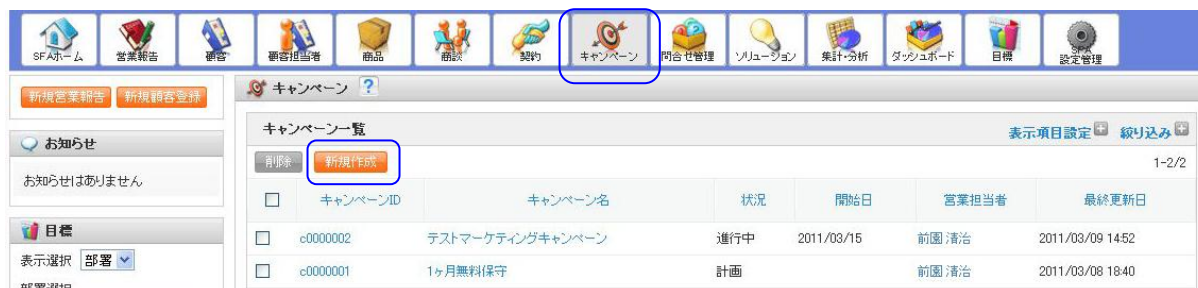 SFAホーム 営業報告 顧客 顧客担当者 商品 商談 契約 キャンペーン 問合せ管理 ソリューション 集計・分析 ダッシュボード 目標 SFA設定管理
新規営業報告 新規顧客登録
キャンペーン ?
お知らせ
お知らせはありません
目標
表示選択 部署
部署選択
キャンペーン一覧
表示項目設定 絞り込み
削除 新規作成
1-2/2
キャンペーンID キャンペーン名 状況 開始日 営業担当者 最終更新日
c0000002 テストマーケティングキャンペーン 進行中 2011/03/15 前園 清治 2011/03/09 14:52
c0000001 1ヶ月無料保守 計画 前園 清治 2011/03/08 18:40